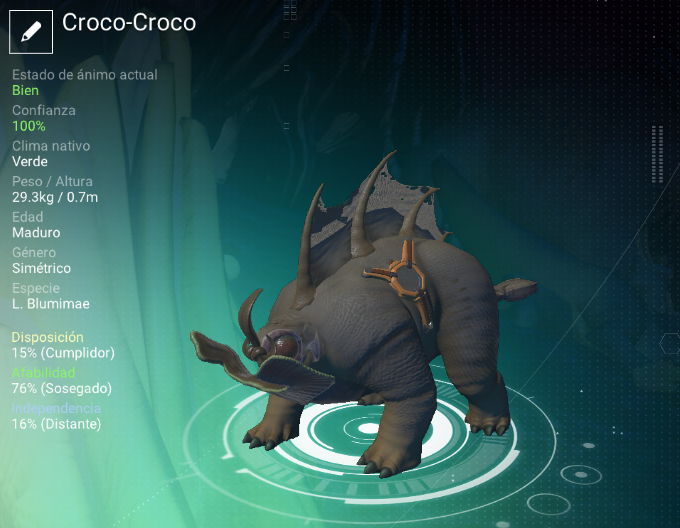 Croco-Croco
Estado de ánimo actual
Bien
Confianza
100%
Clima nativo
Verde
Peso / Altura
29.3kg / 0.7m
Edad
Maduro
Género
Simétrico
Especie
L. Blumimae
Disposición
15% (Cumplidor)
Afabilidad
76% (Sosegado)
Independencia
16% (Distante)